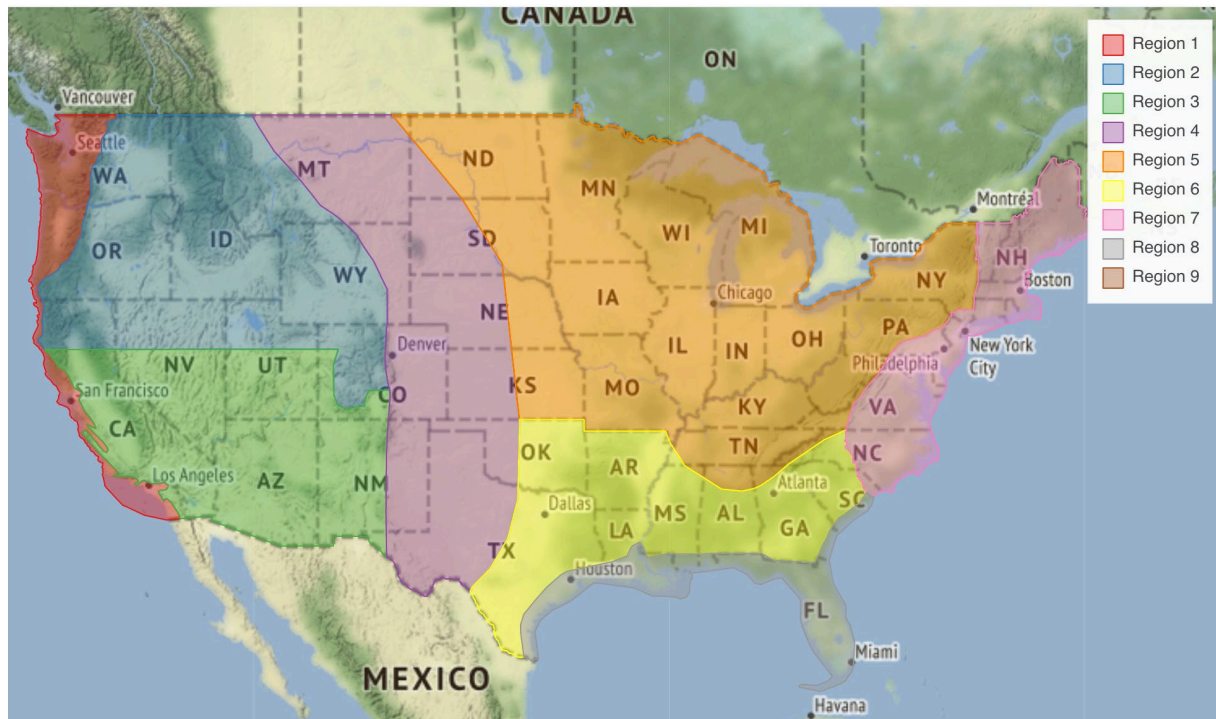 CANADA
ON
Vancouver
Seattle
WA
MT
ND
MN
Montréal
OR
ID
SD
WI
MI
Toronto
NH
WY
NE
IA
Chicago
NY
Boston
Denver
IL
IN
OH
PA
New York
City
Philadelphia
NV
UT
CO
KS
MO
KY
VA
San Francisco
CA
TN
NC
OK
AR
Los Angeles
AZ
NM
Atlanta
Dallas
MS
AL
SC
LA
GA
TX
Houston
FL
Miami
MEXICO
Havana
Region 1
Region 2
Region 3
Region 4
Region 5
Region 6
Region 7
Region 8
Region 9